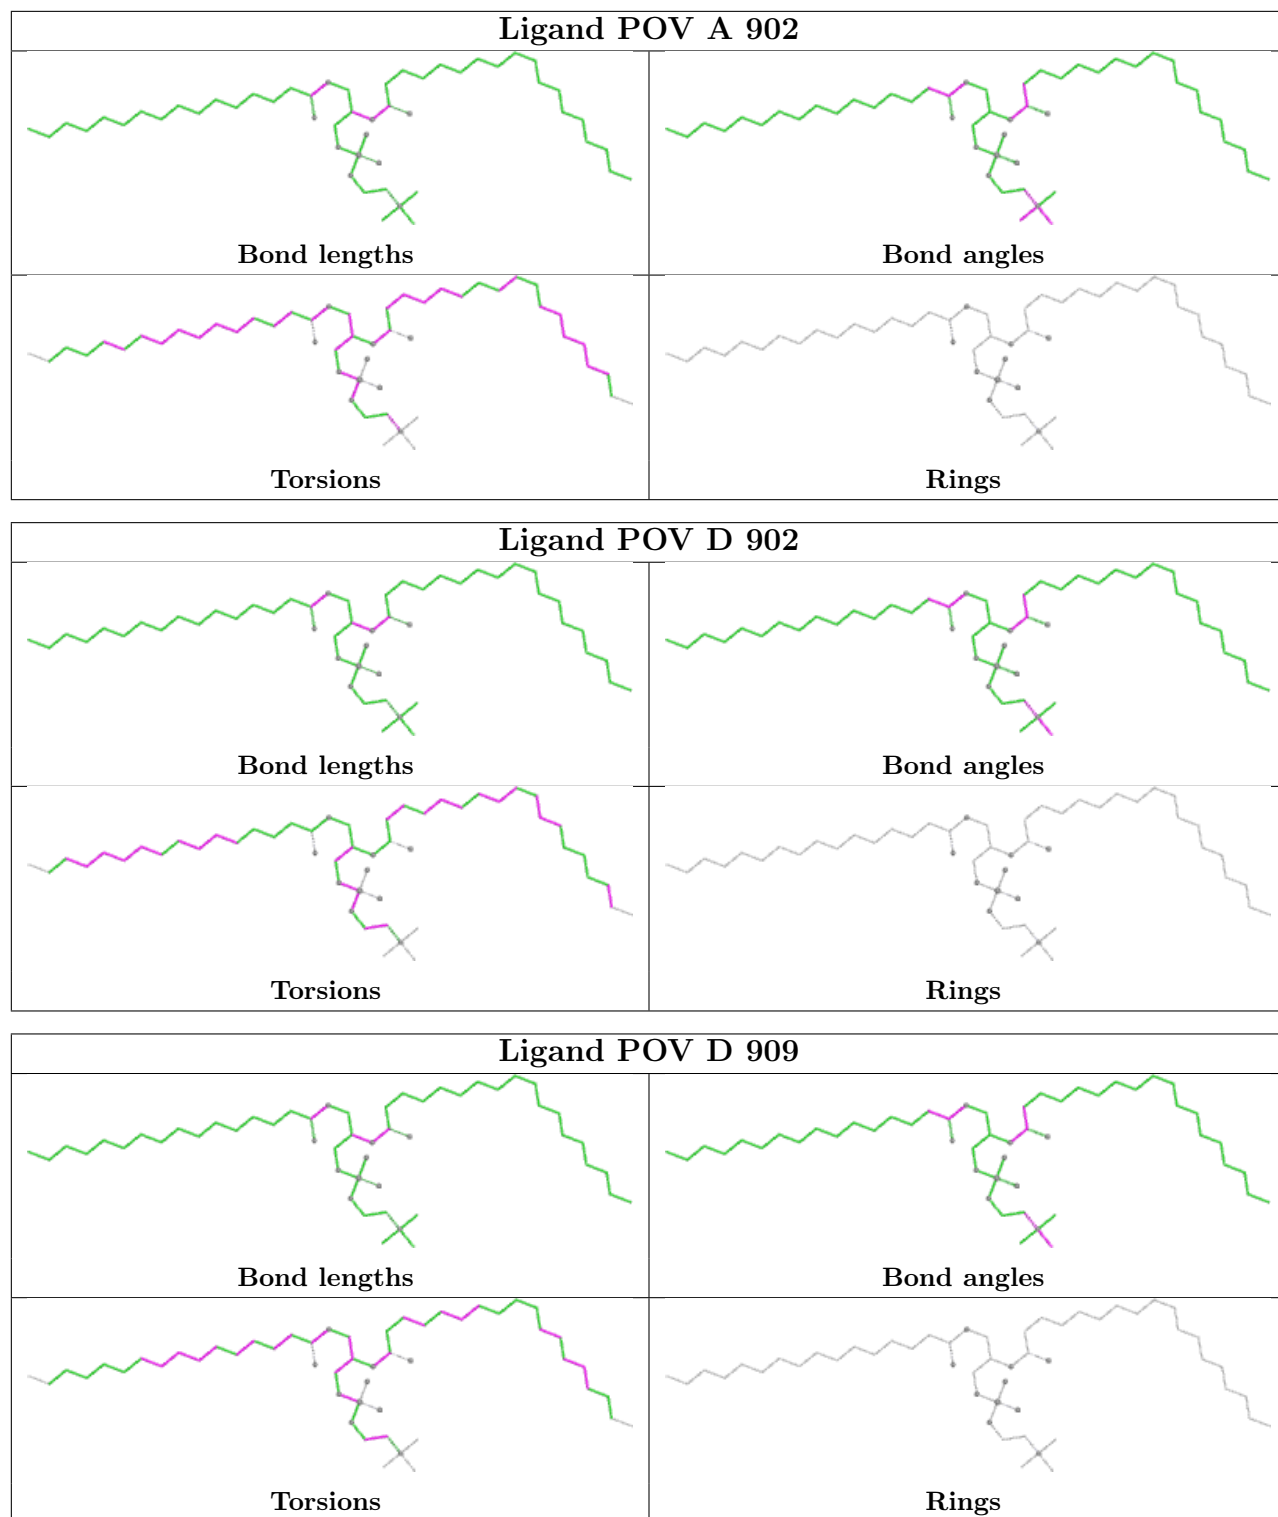 Ligand POV A 902
Bond lengths
Bond angles
Torsions
Rings
Ligand POV D 902
Bond lengths
Bond angles
Torsions
Rings
Ligand POV D 909
Bond lengths
Bond angles
Torsions
Rings